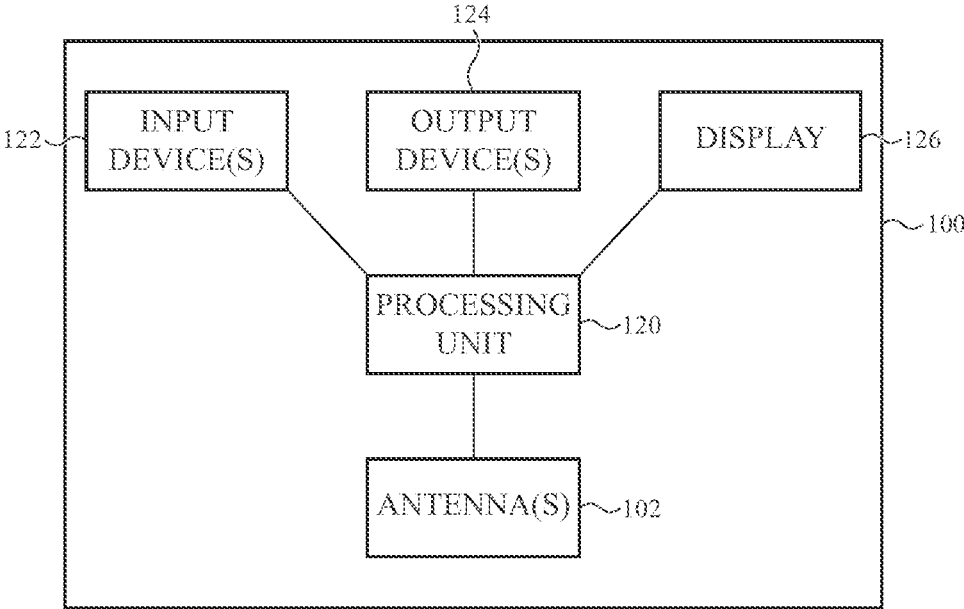 124
122
INPUT
DEVICE(S)
OUTPUT
DEVICE(S)
DISPLAY
126
100
PROCESSING
UNIT
120
ANTENNA(S)
102